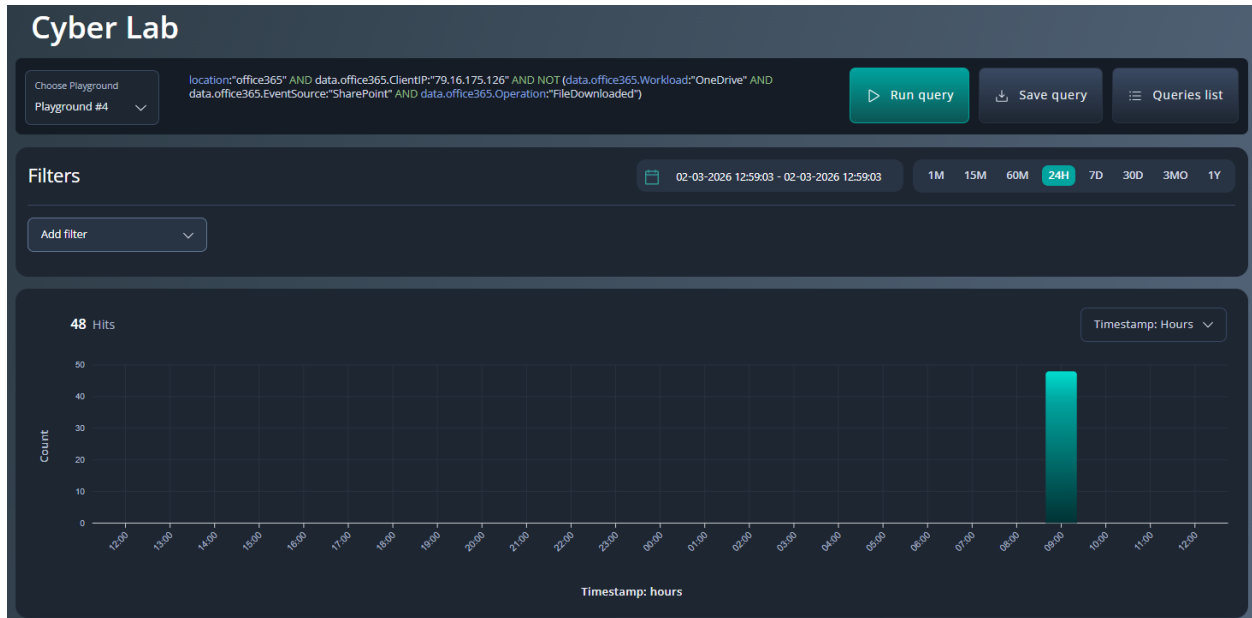 Cyber Lab
Choose Playground
Playground #4
location:"office365" AND data.office365.ClientIP:"79.16.175.126" AND NOT (data.office365.Workload:"OneDrive" AND
data.office365.EventSource:"SharePoint" AND data.office365.Operation:"FileDownloaded")
Run query
Save query
Queries list
Filters
02-03-2026 12:59:03 - 02-03-2026 12:59:03
1M 15M 60M 24H 7D 30D 3MO 1Y
Add filter
48 Hits
Timestamp: Hours
Count
50
40
30
20
10
0
12:00 13:00 14:00 15:00 16:00 17:00 18:00 19:00 20:00 21:00 22:00 23:00 00:00 01:00 02:00 03:00 04:00 05:00 06:00 07:00 08:00 09:00 10:00 11:00 12:00
Timestamp: hours